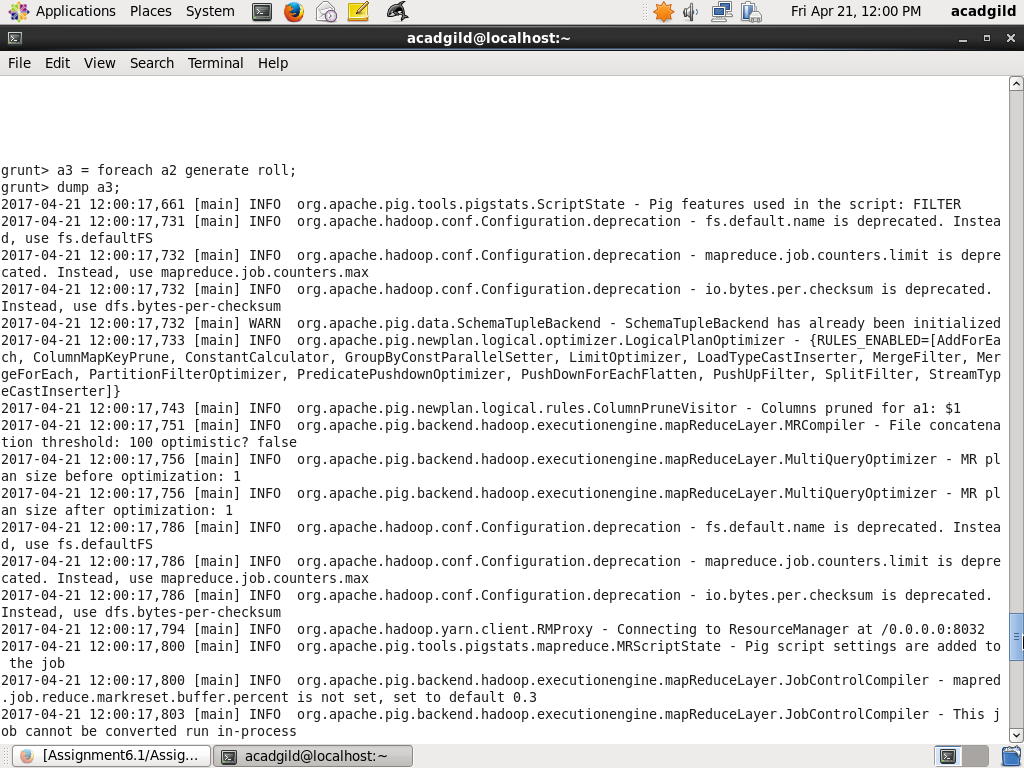 Applications Places System Fri Apr 21, 12:00 PM acadgild
acadgild@localhost:~
File Edit View Search Terminal Help
grunt> a3 = foreach a2 generate roll;
grunt> dump a3;
2017-04-21 12:00:17,661 [main] INFO  org.apache.pig.tools.pigstats.ScriptState - Pig features used in the script: FILTER
2017-04-21 12:00:17,731 [main] INFO  org.apache.hadoop.conf.Configuration.deprecation - fs.default.name is deprecated. Instea
d, use fs.defaultFS
2017-04-21 12:00:17,732 [main] INFO  org.apache.hadoop.conf.Configuration.deprecation - mapreduce.job.counters.limit is depre
cated. Instead, use mapreduce.job.counters.max
2017-04-21 12:00:17,732 [main] INFO  org.apache.hadoop.conf.Configuration.deprecation - io.bytes.per.checksum is deprecated.
Instead, use dfs.bytes-per-checksum
2017-04-21 12:00:17,732 [main] WARN  org.apache.pig.data.SchemaTupleBackend - SchemaTupleBackend has already been initialized
2017-04-21 12:00:17,733 [main] INFO  org.apache.pig.newplan.logical.optimizer.LogicalPlanOptimizer - {RULES_ENABLED=[AddForEa
ch, ColumnMapKeyPrune, ConstantCalculator, GroupByConstParallelSetter, LimitOptimizer, LoadTypeCastInserter, MergeFilter, Mer
geForEach, PartitionFilterOptimizer, PredicatePushdownOptimizer, PushDownForEachFlatten, PushUpFilter, SplitFilter, StreamTyp
eCastInserter]}
2017-04-21 12:00:17,743 [main] INFO  org.apache.pig.newplan.logical.rules.ColumnPruneVisitor - Columns pruned for a1: $1
2017-04-21 12:00:17,751 [main] INFO  org.apache.pig.backend.hadoop.executionengine.mapReduceLayer.MRCompiler - File concatena
tion threshold: 100 optimistic? false
2017-04-21 12:00:17,756 [main] INFO  org.apache.pig.backend.hadoop.executionengine.mapReduceLayer.MultiQueryOptimizer - MR pl
an size before optimization: 1
2017-04-21 12:00:17,756 [main] INFO  org.apache.pig.backend.hadoop.executionengine.mapReduceLayer.MultiQueryOptimizer - MR pl
an size after optimization: 1
2017-04-21 12:00:17,786 [main] INFO  org.apache.hadoop.conf.Configuration.deprecation - fs.default.name is deprecated. Instea
d, use fs.defaultFS
2017-04-21 12:00:17,786 [main] INFO  org.apache.hadoop.conf.Configuration.deprecation - mapreduce.job.counters.limit is depre
cated. Instead, use mapreduce.job.counters.max
2017-04-21 12:00:17,786 [main] INFO  org.apache.hadoop.conf.Configuration.deprecation - io.bytes.per.checksum is deprecated.
Instead, use dfs.bytes-per-checksum
2017-04-21 12:00:17,794 [main] INFO  org.apache.hadoop.yarn.client.RMProxy - Connecting to ResourceManager at /0.0.0.0:8032
2017-04-21 12:00:17,800 [main] INFO  org.apache.pig.tools.pigstats.mapreduce.MRScriptState - Pig script settings are added to
 the job
2017-04-21 12:00:17,800 [main] INFO  org.apache.pig.backend.hadoop.executionengine.mapReduceLayer.JobControlCompiler - mapred
.job.reduce.markreset.buffer.percent is not set, set to default 0.3
2017-04-21 12:00:17,803 [main] INFO  org.apache.pig.backend.hadoop.executionengine.mapReduceLayer.JobControlCompiler - This j
ob cannot be converted run in-process
[Assignment6.1/Assig... acadgild@localhost:~